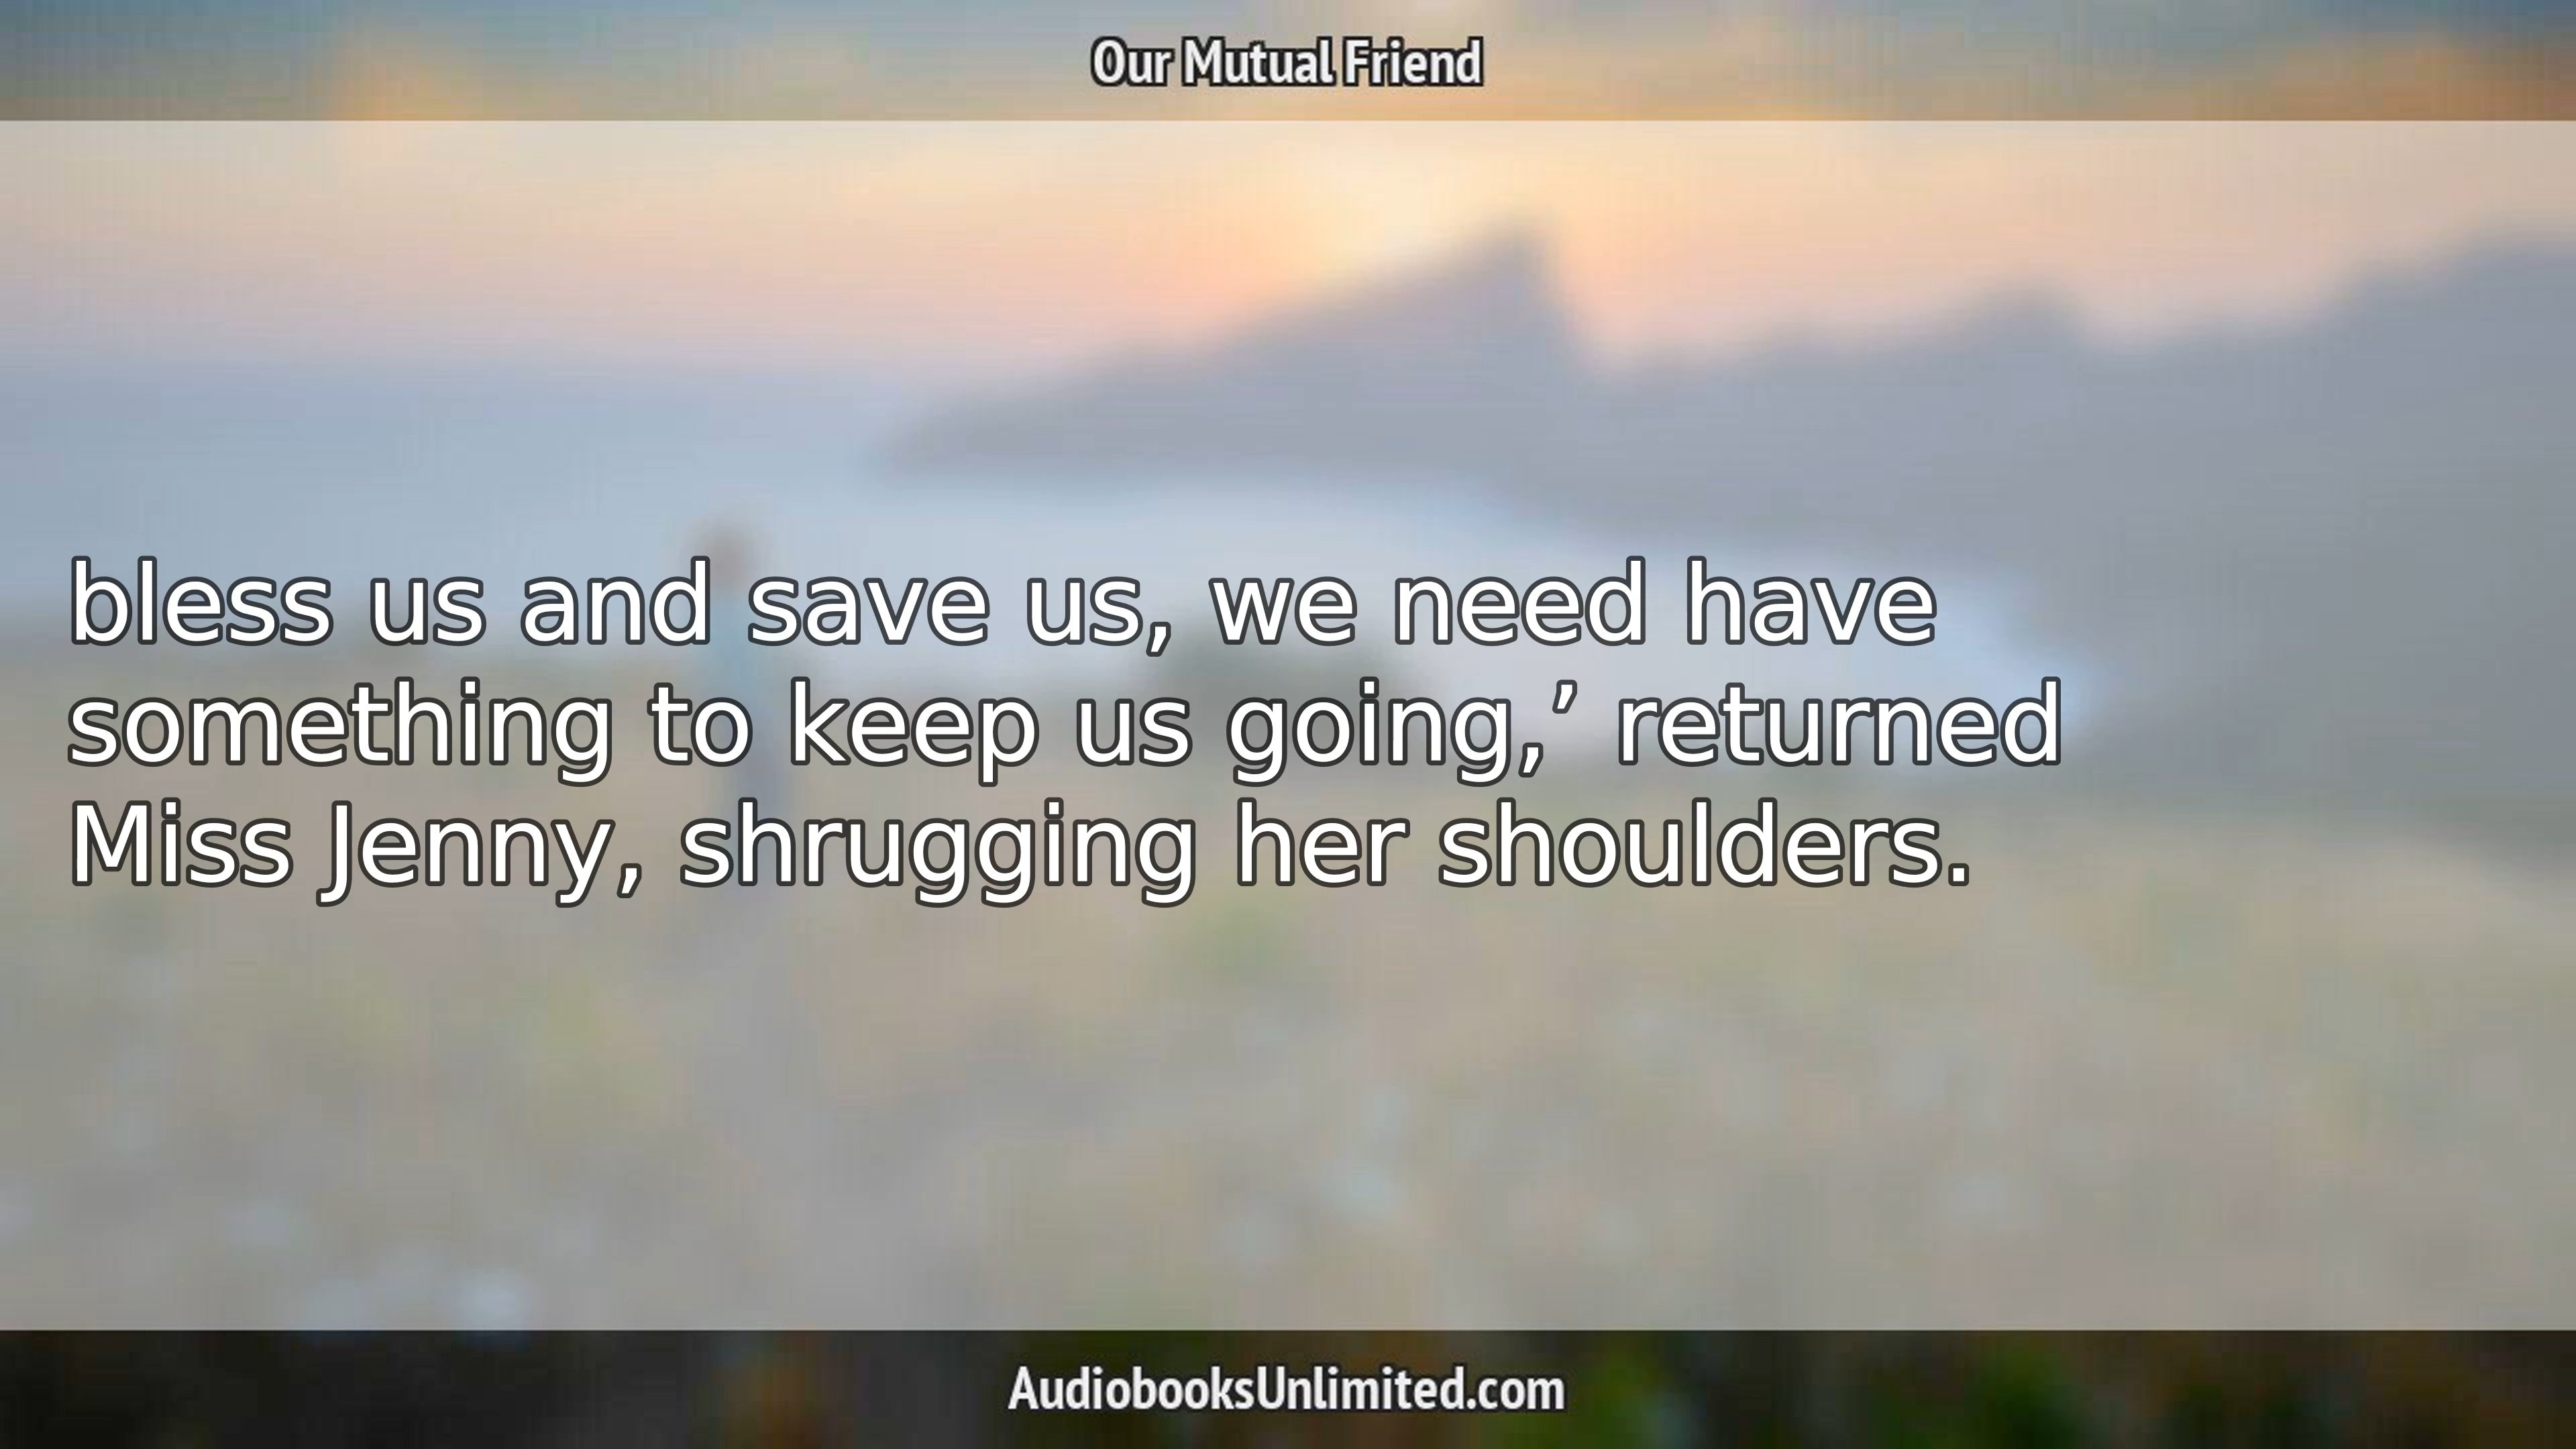 Our Mutual Friend
bless us and save us, we need have
something to keep us going,’ returned
Miss Jenny, shrugging her shoulders.
AudiobooksUnlimited.com